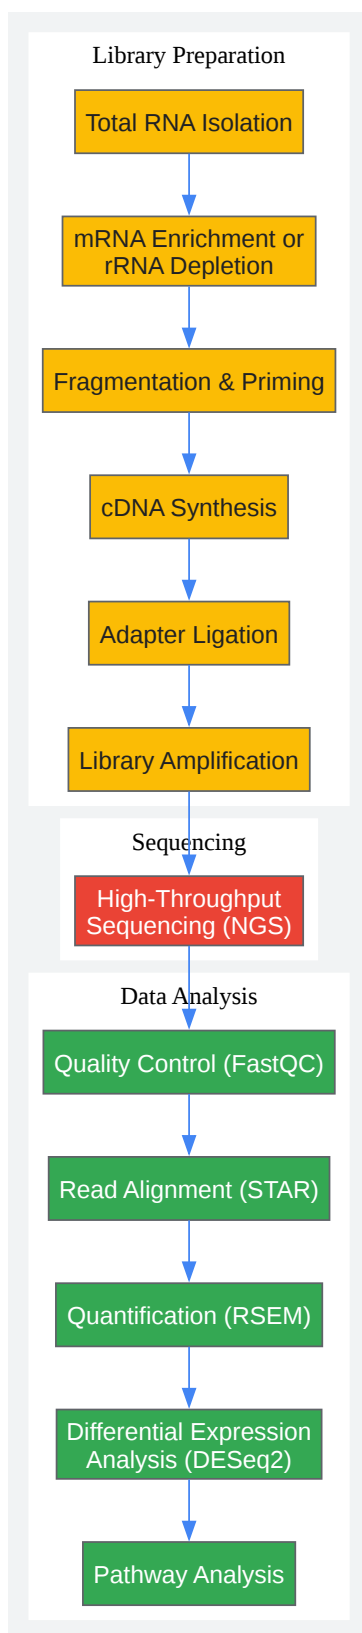 Library Preparation
Total RNA Isolation
mRNA Enrichment or
rRNA Depletion
Fragmentation & Priming
cDNA Synthesis
Adapter Ligation
Library Amplification
Sequencing
High-Throughput
Sequencing (NGS)
Data Analysis
Quality Control (FastQC)
Read Alignment (STAR)
Quantification (RSEM)
Differential Expression
Analysis (DESeq2)
Pathway Analysis